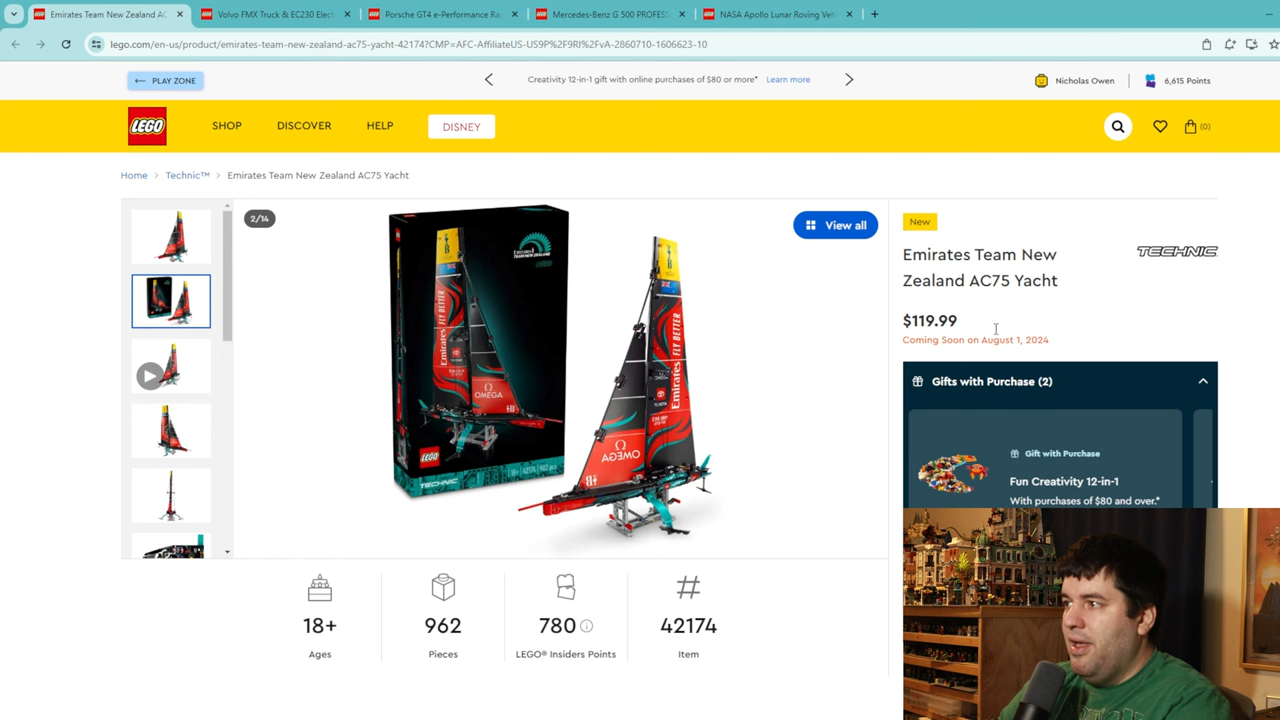 Emirates Team New Zealand AC
Volvo FMX Truck & EC230 Elect
Porsche GT4 e-Performance Ra
Mercedes-Benz G 500 PROFESS
NASA Apollo Lunar Roving Veh
lego.com/en-us/product/emirates-team-new-zealand-ac75-yacht-42174?CMP=AFC-AffiliateUS-US9P%2F9RI%2FvA-2860710-1606623-10
← PLAY ZONE
Creativity 12-in-1 gift with online purchases of $80 or more* Learn more
Nicholas Owen
6,615 Points
LEGO
SHOP
DISCOVER
HELP
DISNEY
(0)
Home > Technic™ > Emirates Team New Zealand AC75 Yacht
2/14
View all
New
TECHNIC
Emirates Team New
Zealand AC75 Yacht
$119.99
Coming Soon on August 1, 2024
Gifts with Purchase (2)
Gift with Purchase
Fun Creativity 12-in-1
With purchases of $80 and over.*
Emirates FLY BETTER
OMEGA
LEGO
TECHNIC
Emirates FLY BETTER
OMEGA
18+
Ages
962
Pieces
780
LEGO® Insiders Points
42174
Item